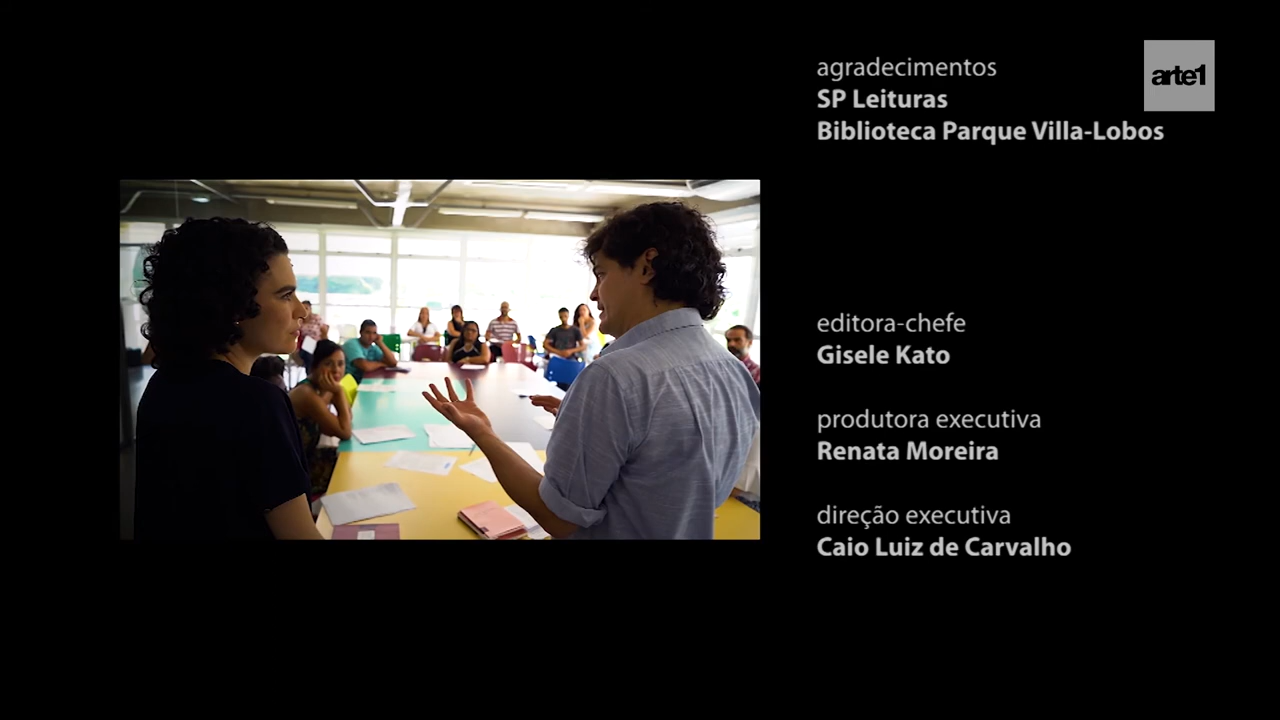 agradecimentos
SP Leituras
Biblioteca Parque Villa-Lobos
arte1
editora-chefe
Gisele Kato
produtora executiva
Renata Moreira
direção executiva
Caio Luiz de Carvalho